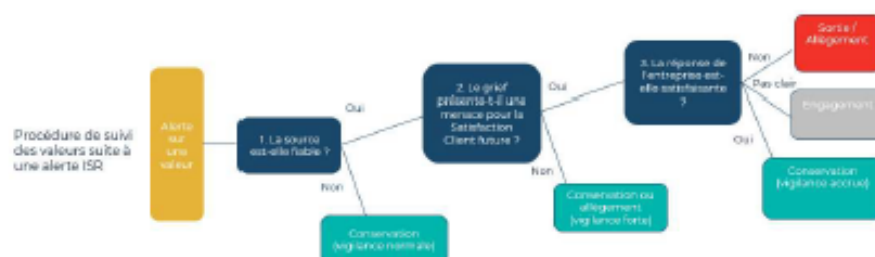 Procédure de suivi
des valeurs suite à
une alerte ISR
Alerte
sur
une
valeur
1. La source
est-elle fiable ?
Oui
Non
Conservation
(vigilance normale)
2. Le grief
présente-t-il une
menace pour la
Satisfaction
Client future ?
Oui
Non
Conservation ou
allègement
(vigilance forte)
3. La réponse de
l'entreprise est-
elle satisfaisante
?
Non
Pas clair
Oui
Sortie /
Allègement
Engagement
Conservation
(vigilance accrue)